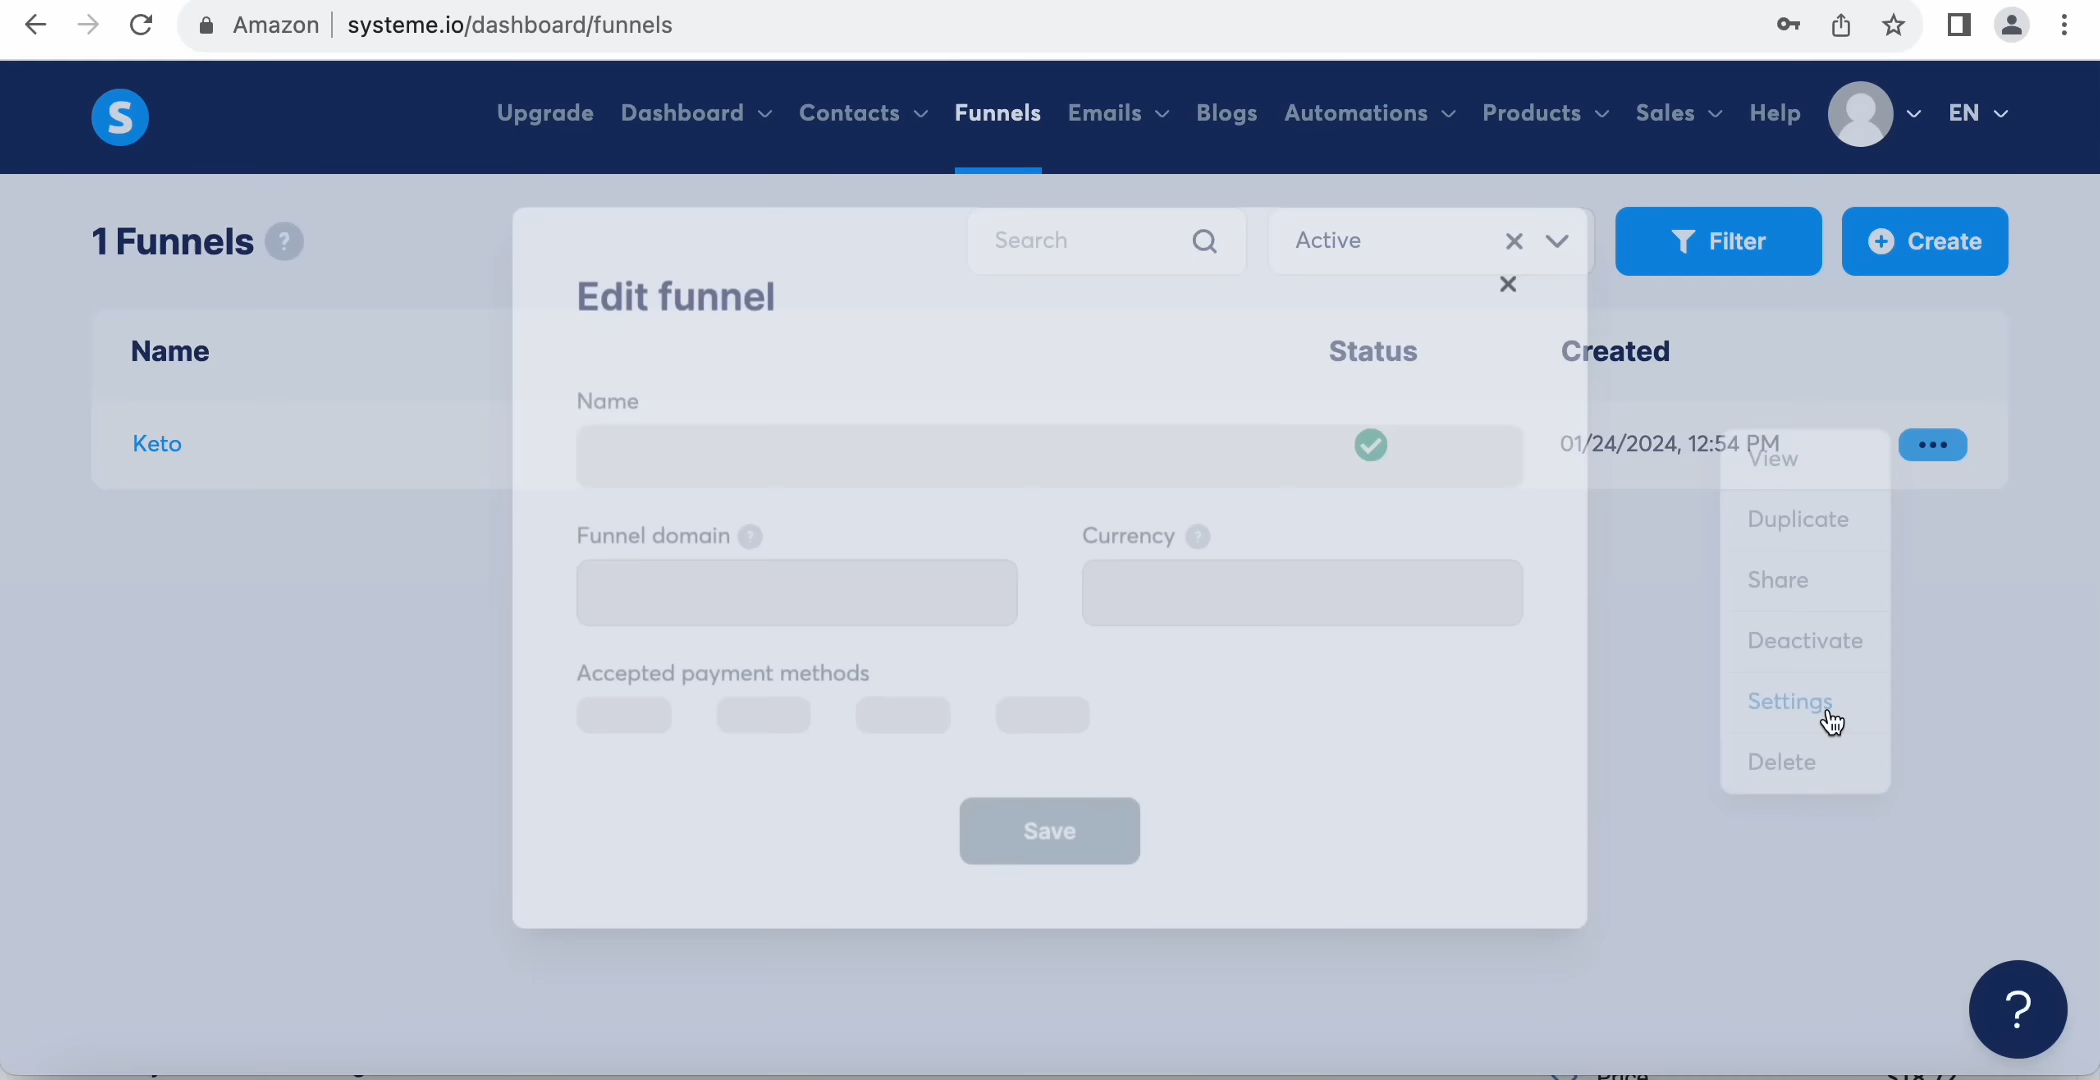 Amazon | systeme.io/dashboard/funnels
S Upgrade Dashboard Contacts Funnels Emails Blogs Automations Products Sales Help EN
1 Funnels ? Search Active Filter Create
Edit funnel
Name Status Created
Name
Keto 01/24/2024, 12:54 PM
View
Duplicate
Funnel domain ? Currency ?
Share
Deactivate
Accepted payment methods
Settings
Delete
Save
?
Price